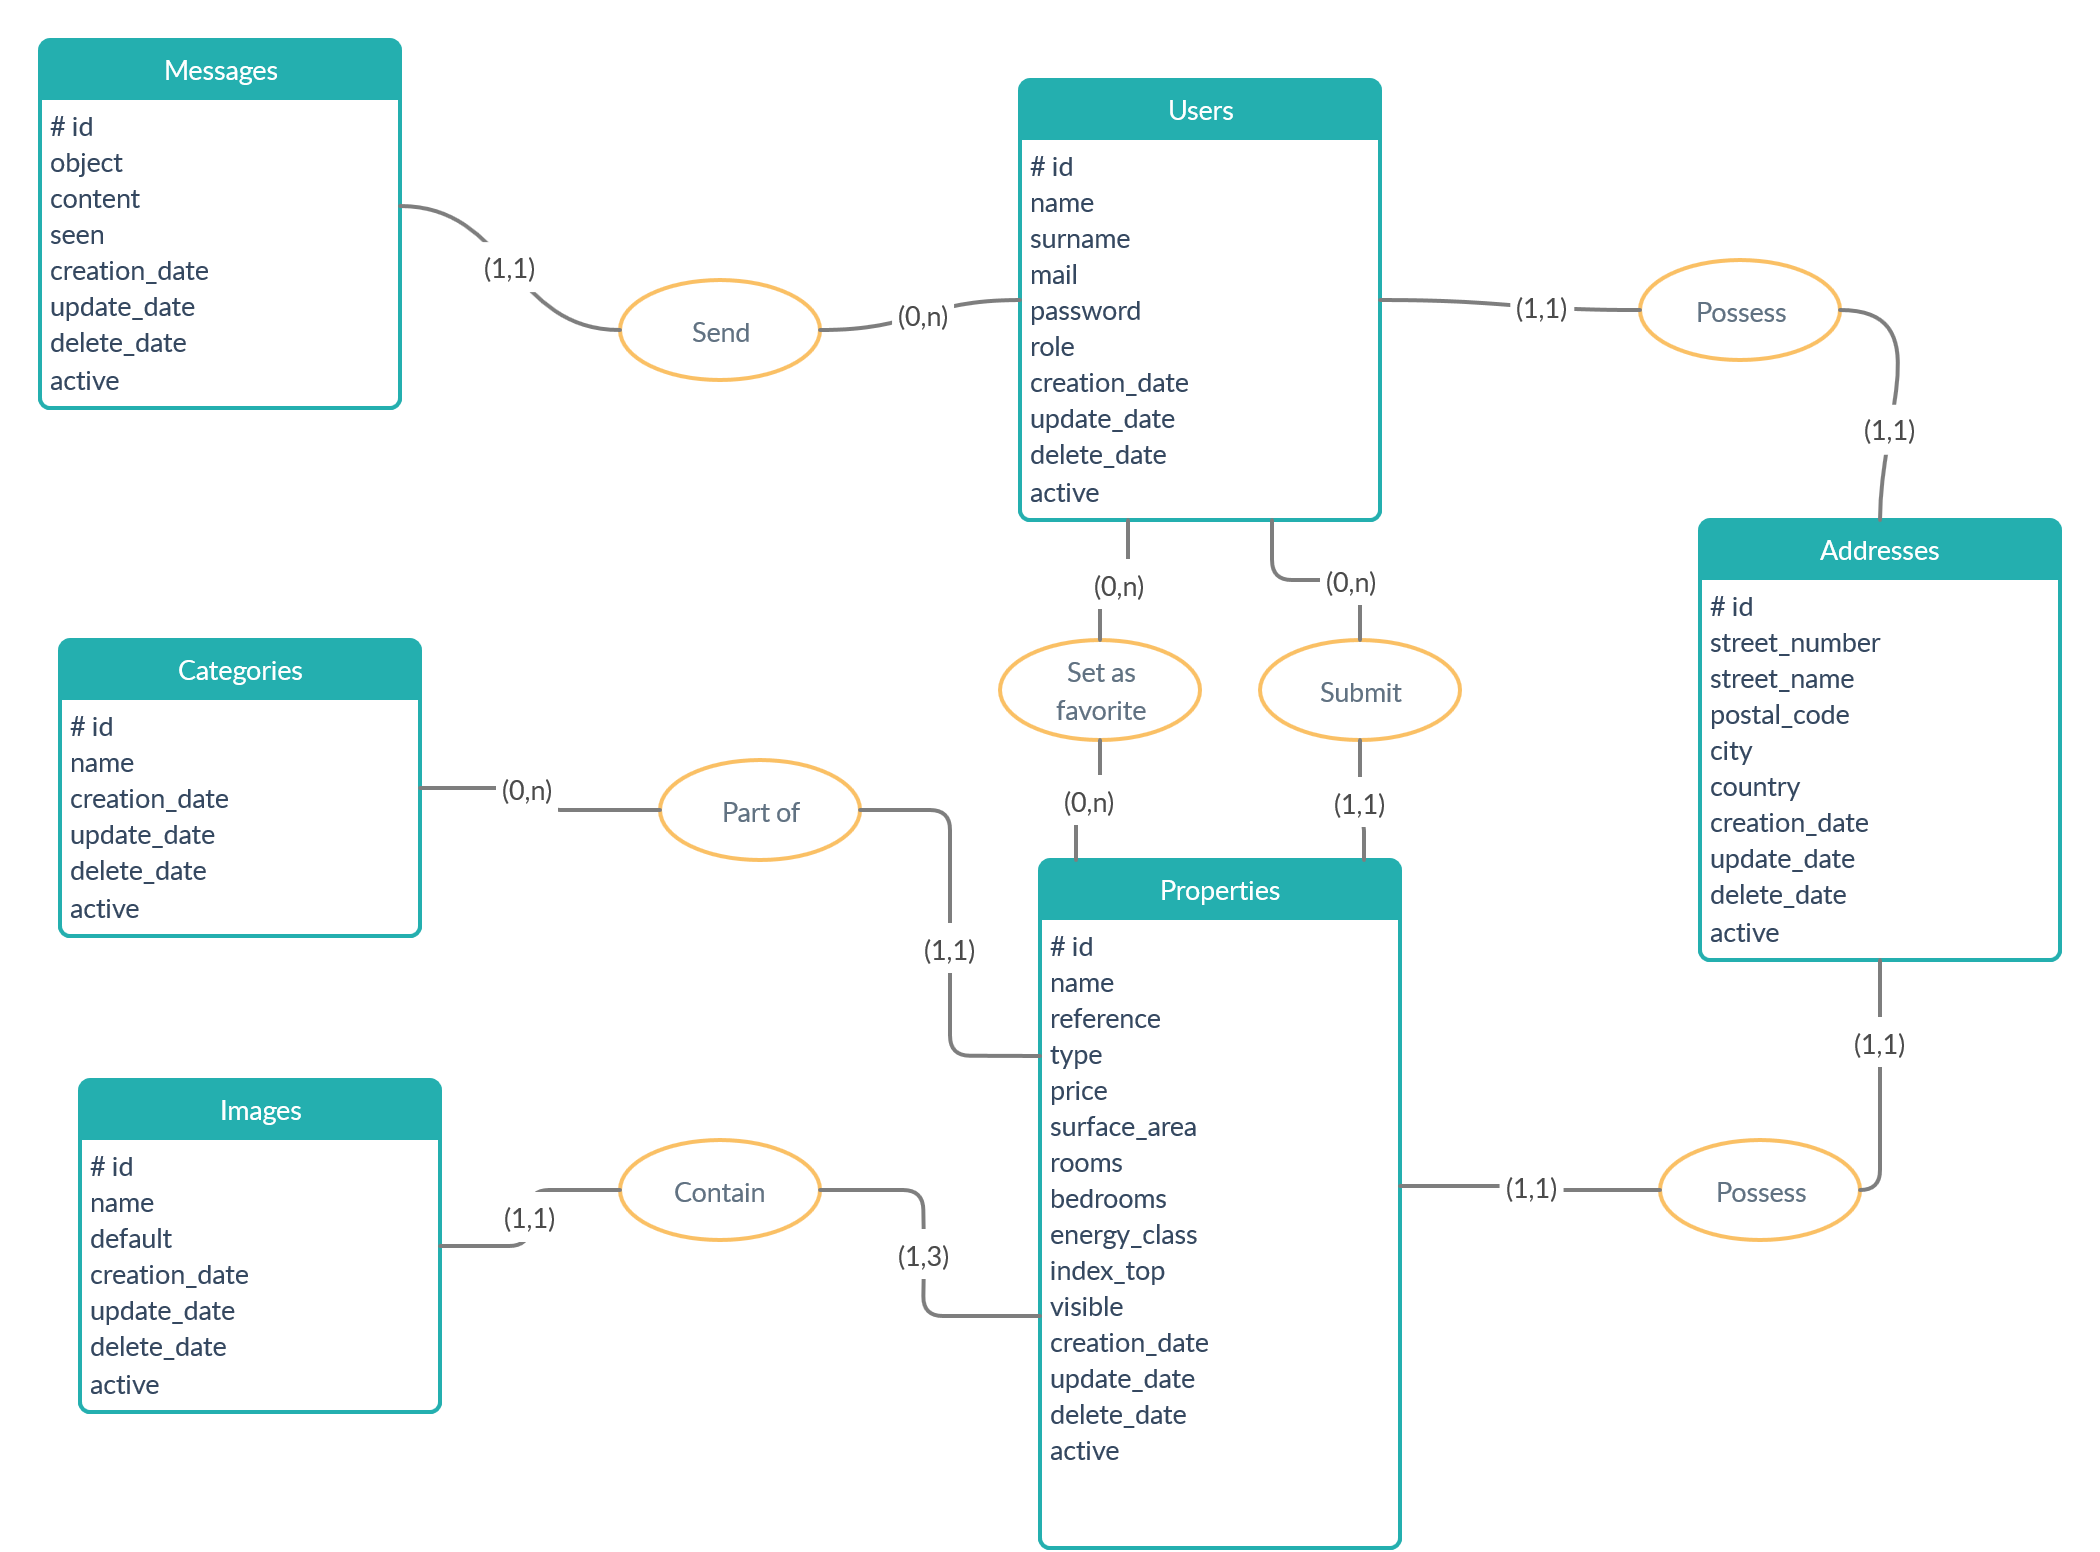 Messages
# id
object
content
seen
creation_date
update_date
delete_date
active
(1,1)
Send
(0,n)
Users
# id
name
surname
mail
password
role
creation_date
update_date
delete_date
active
(1,1)
Possess
(1,1)
Addresses
# id
street_number
street_name
postal_code
city
country
creation_date
update_date
delete_date
active
(0,n)
Set as
favorite
(0,n)
(0,n)
Submit
(1,1)
Categories
# id
name
creation_date
update_date
delete_date
active
(0,n)
Part of
(1,1)
Properties
# id
name
reference
type
price
surface_area
rooms
bedrooms
energy_class
index_top
visible
creation_date
update_date
delete_date
active
(1,1)
Possess
(1,1)
Images
# id
name
default
creation_date
update_date
delete_date
active
(1,1)
Contain
(1,3)